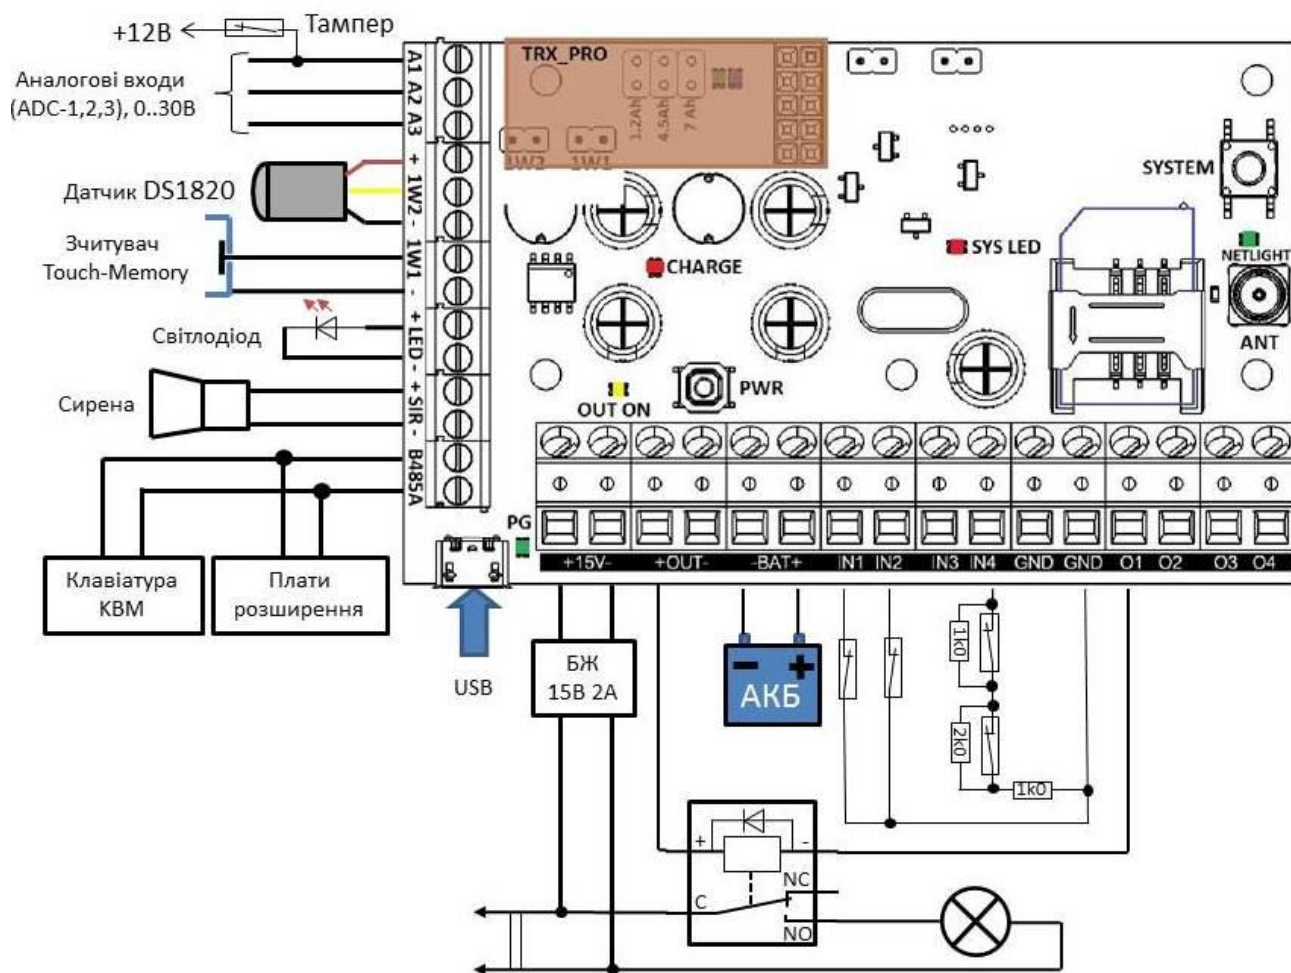 +12В
Тампер
Аналогові входи
(ADC-1,2,3), 0..30В
Датчик DS1820
Зчитувач
Touch-Memory
Світлодіод
Сирена
Клавіатура
KBM
Плати
розширення
A1
A2
A3
+ 1W2 -
1W1 -
+ LED -
+ SIR -
B485A
TRX_PRO
1.2Ah
4.5Ah
7 Ah
1W2
1W1
CHARGE
SYS LED
SYSTEM
NETLIGHT
ANT
PWR
OUT ON
PG
+15V-
+OUT-
-BAT+
IN1
IN2
IN3
IN4
GND
GND
O1
O2
O3
O4
USB
БЖ
15В 2А
АКБ
1k0
2k0
1k0
+
-
C
NC
NO